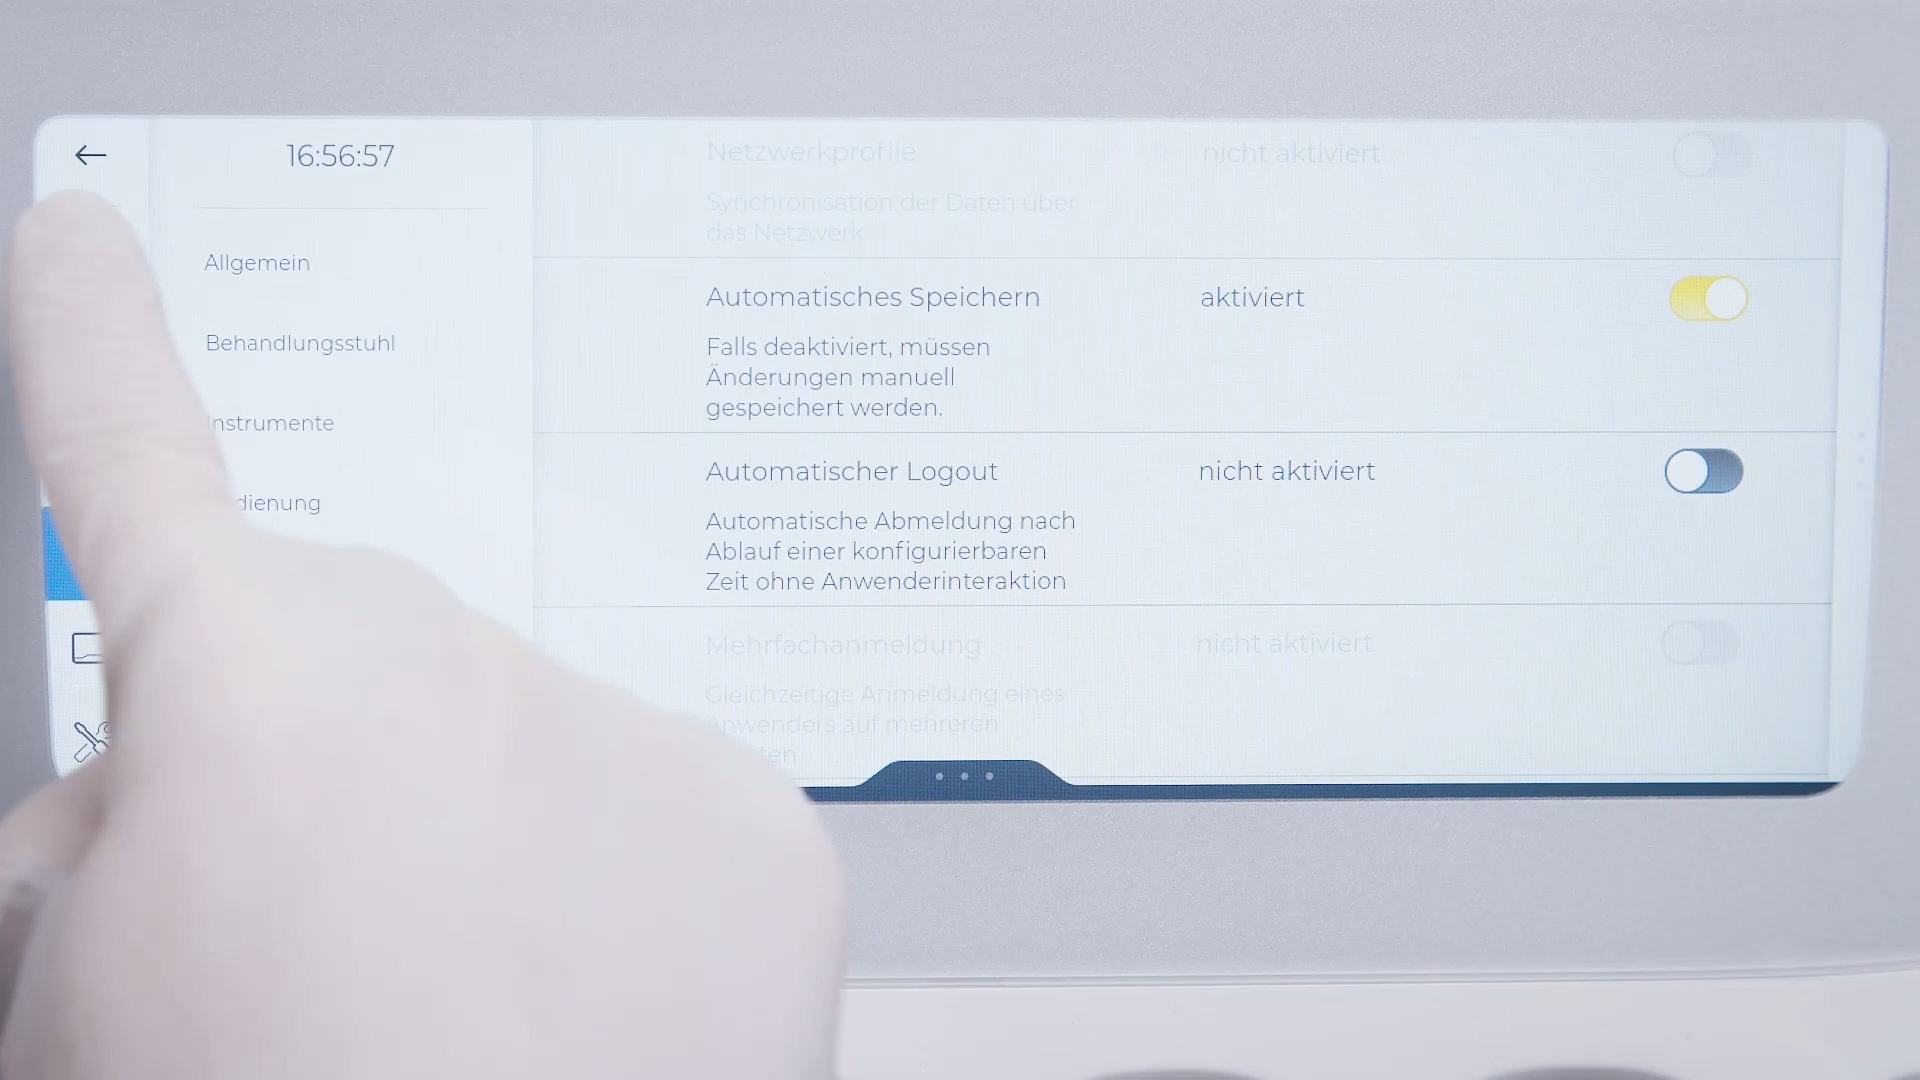 16:56:57
Allgemein
Behandlungsstuhl
Netzwerkprofile nicht aktiviert
Synchronisation der Daten über
das Netzwerk
Automatisches Speichern aktiviert
Falls deaktiviert, müssen
Änderungen manuell
gespeichert werden.
Automatischer Logout nicht aktiviert
Automatische Abmeldung nach
Ablauf einer konfigurierbaren
Zeit ohne Anwenderinteraktion
Mehrfachanmeldung nicht aktiviert
Gleichzeitige Anmeldung eines
Anwenders auf mehreren